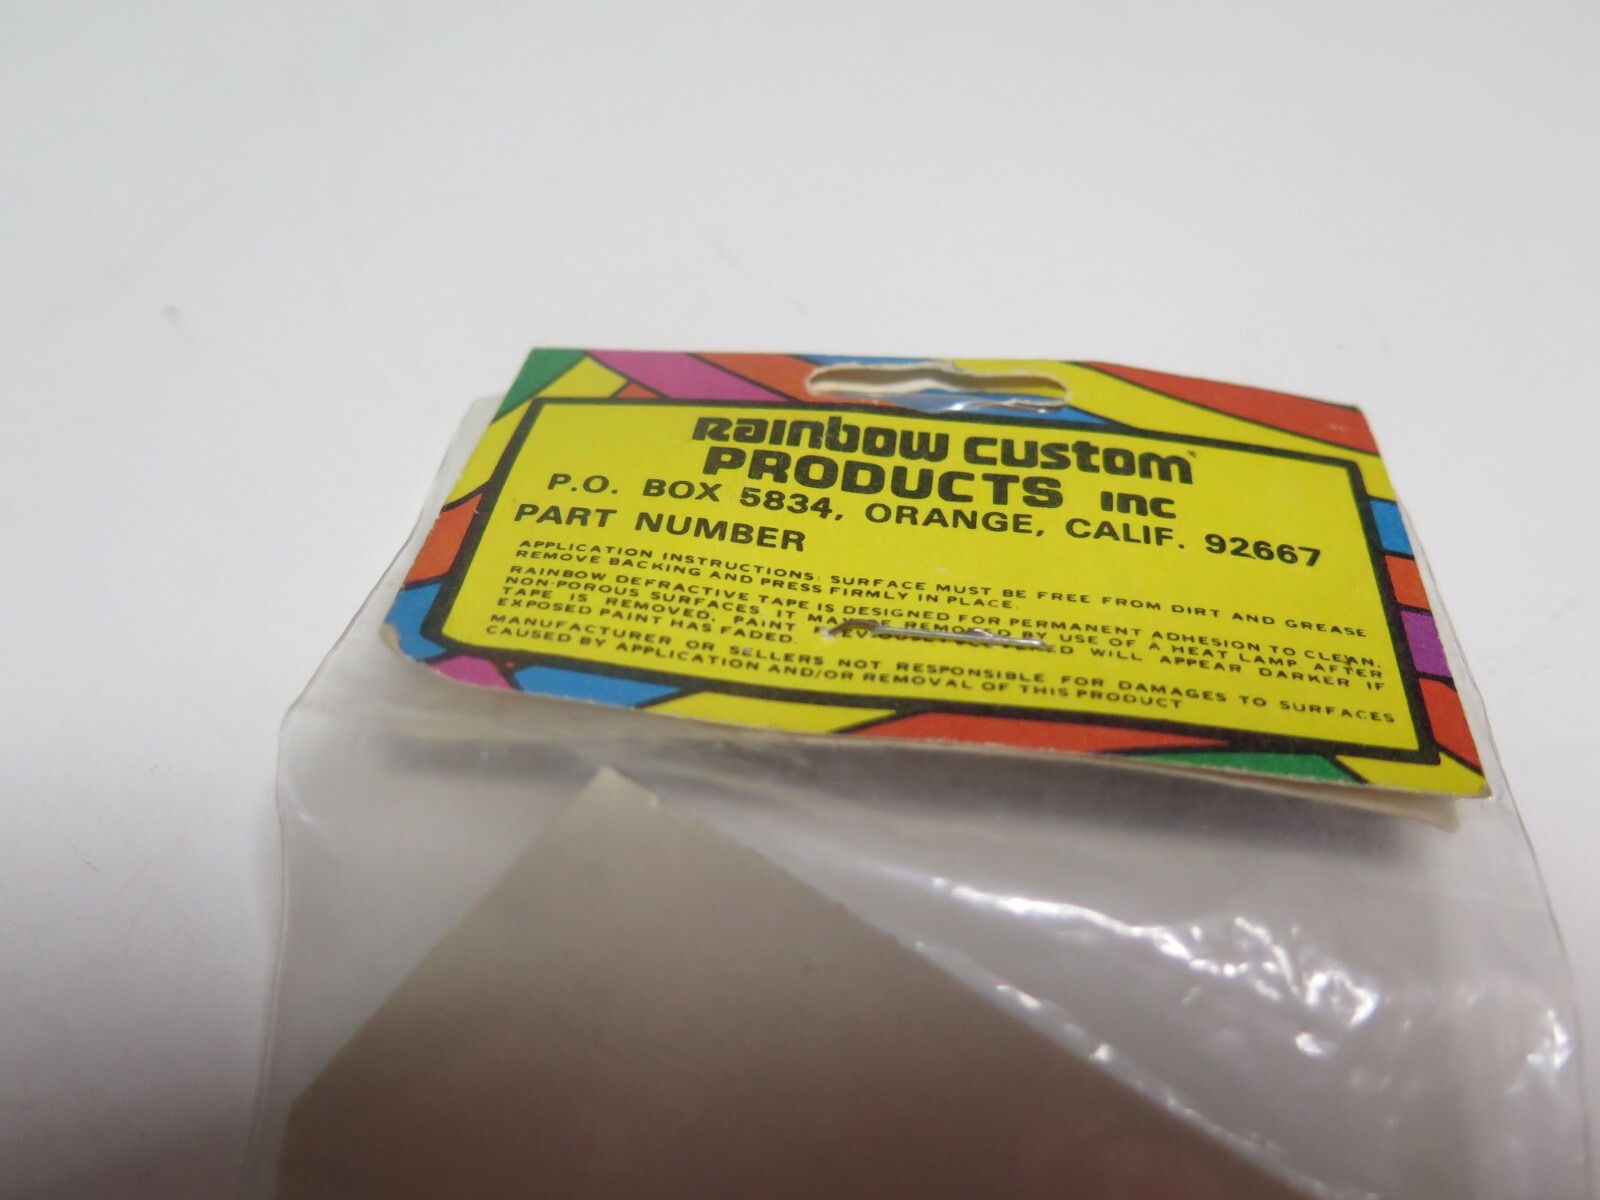 Rainbow Custom
PRODUCTS inc
P.O. BOX 5834, ORANGE, CALIF. 92667
PART NUMBER
APPLICATION INSTRUCTIONS: SURFACE MUST BE FREE FROM DIRT AND GREASE
REMOVE BACKING AND PRESS FIRMLY IN PLACE.
RAINBOW DEFRACTIVE TAPE IS DESIGNED FOR PERMANENT ADHESION TO CLEAN,
NON-POROUS SURFACES. IT MAY BE REMOVED BY USE OF A HEAT LAMP. AFTER
TAPE IS REMOVED, PAINT PREVIOUSLY COVERED WILL APPEAR DARKER IF
EXPOSED PAINT HAS FADED.
MANUFACTURER OR SELLERS NOT RESPONSIBLE FOR DAMAGES TO SURFACES
CAUSED BY APPLICATION AND/OR REMOVAL OF THIS PRODUCT